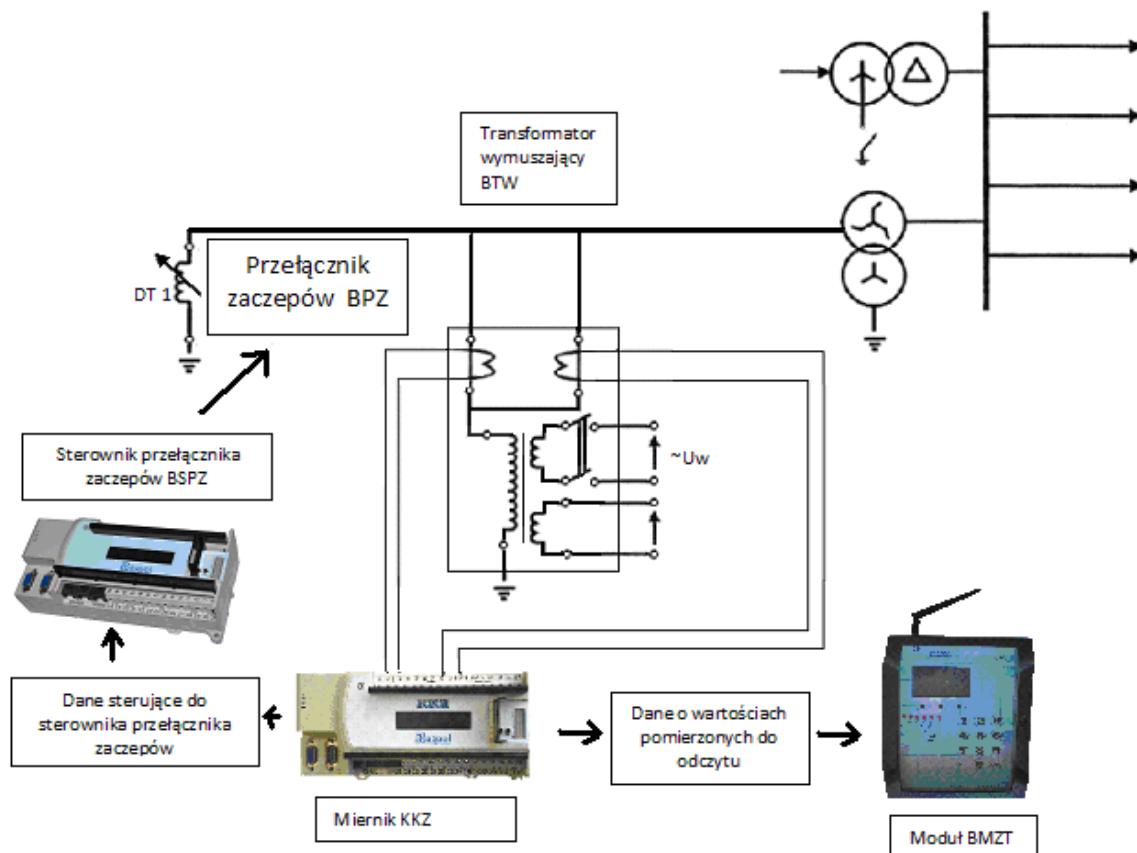 Transformator
wymuszający
BTW
Przełącznik
zaczepów BPZ
DT 1
~Uw
Sterownik przełącznika
zaczepów BSPZ
Dane sterujące do
sterownika przełącznika
zaczepów
Dane o wartościach
pomierzonych do
odczytu
Miernik KKZ
Moduł BMZT